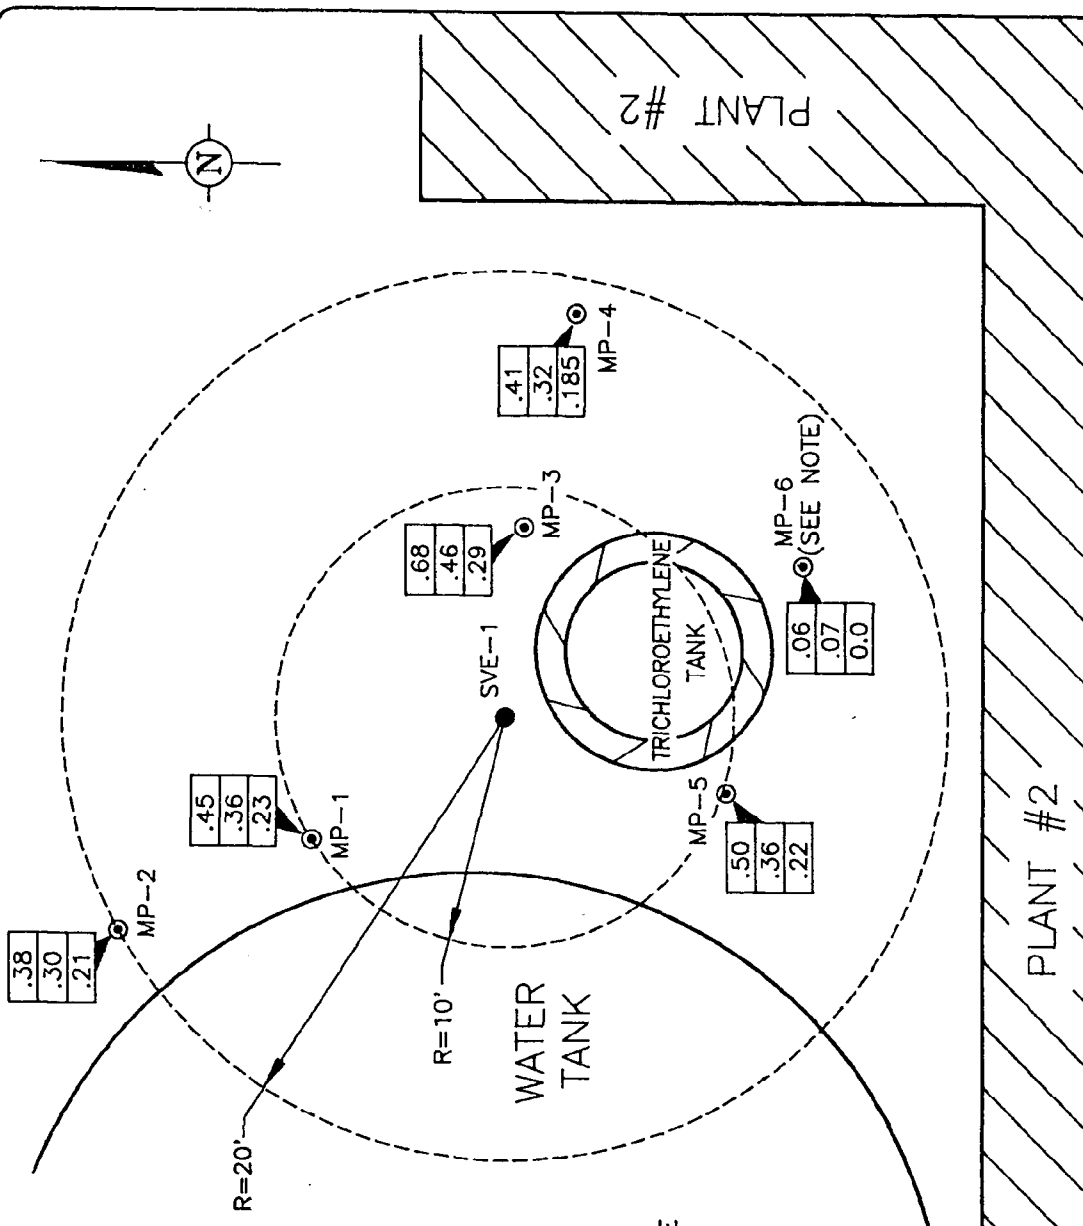 PLANT #2
N
.38
.30
.21
MP-2
.45
.36
.23
MP-1
.68
.46
.29
MP-3
.41
.32
.185
MP-4
SVE-1
R=20'
R=10'
WATER
TANK
TRICHLOROETHYLENE
TANK
MP-5
.50
.36
.22
MP-6
(SEE NOTE)
.06
.07
0.0
PLANT #2
E